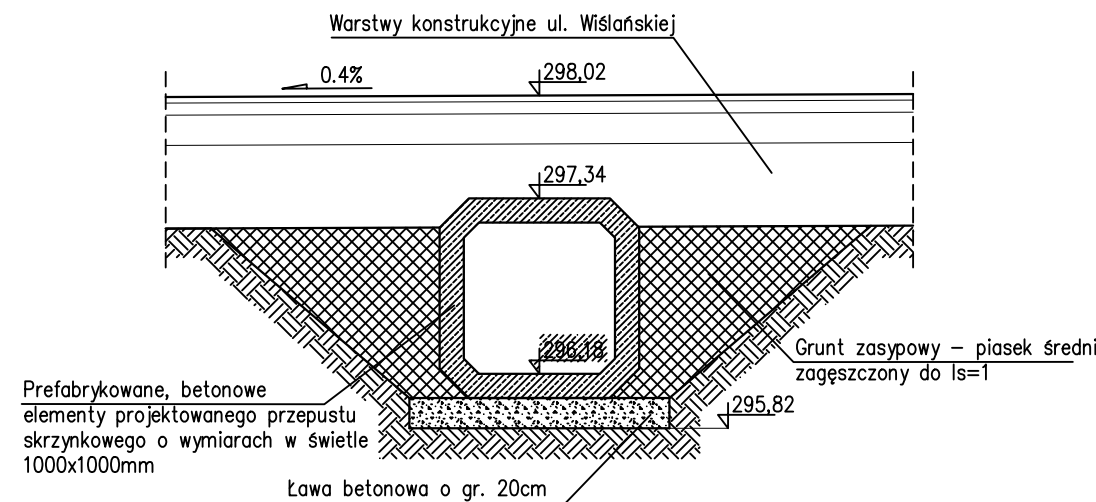 Warstwy konstrukcyjne ul. Wiślańskiej
0.4%
298,02
297,34
296,18
Grunt zasypowy – piasek średni
zagęszczony do Is=1
Prefabrykowane, betonowe
elementy projektowanego przepustu
skrzynkowego o wymiarach w świetle
1000x1000mm
295,82
Ława betonowa o gr. 20cm